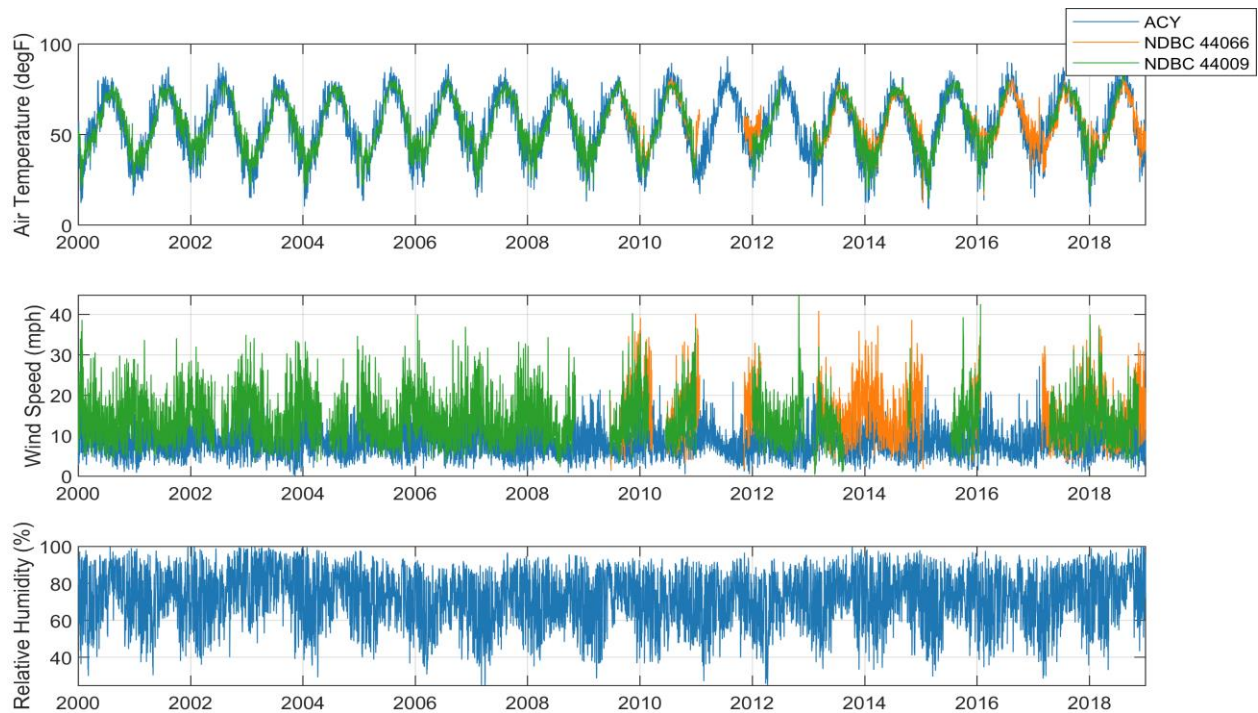 ACY
NDBC 44066
NDBC 44009
Air Temperature (degF)
100
50
0
2000 2002 2004 2006 2008 2010 2012 2014 2016 2018
Wind Speed (mph)
40
30
20
10
0
2000 2002 2004 2006 2008 2010 2012 2014 2016 2018
Relative Humidity (%)
100
80
60
40
2000 2002 2004 2006 2008 2010 2012 2014 2016 2018